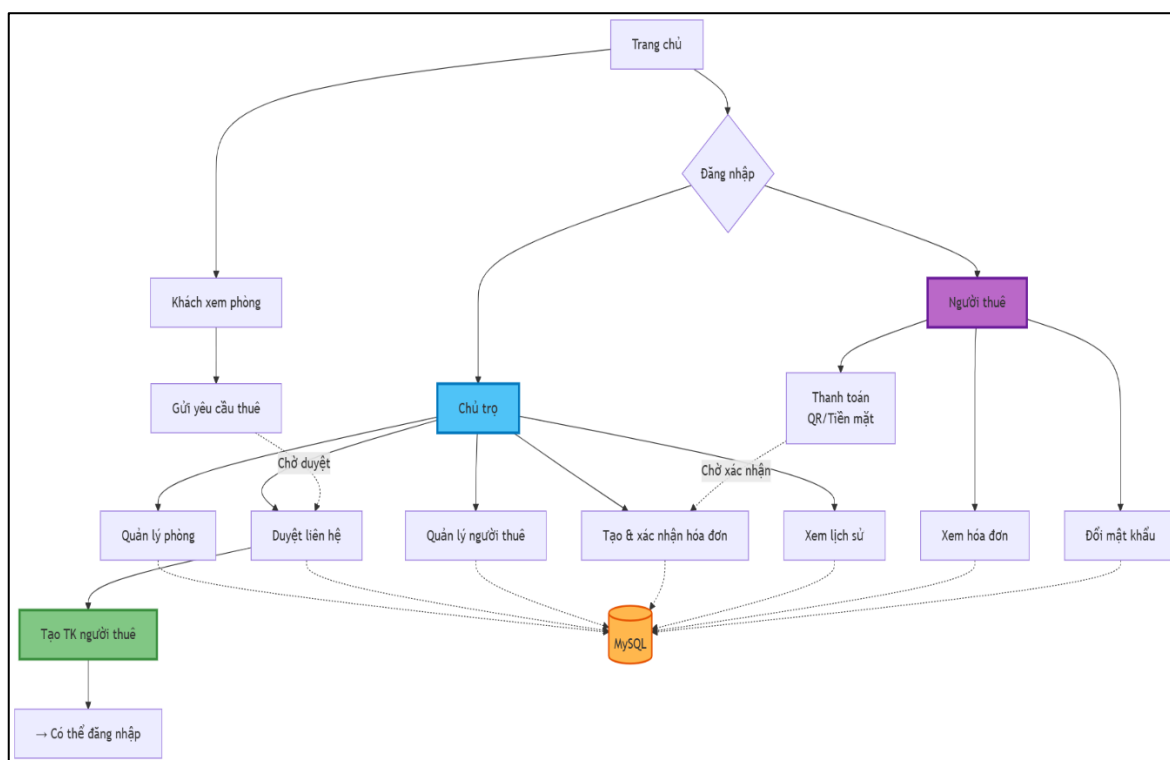 Trang chủ
Đăng nhập
Khách xem phòng
Người thuê
Gửi yêu cầu thuê
Chủ trọ
Thanh toán
QR/Tiền mặt
Chờ duyệt
Chờ xác nhận
Quản lý phòng
Duyệt liên hệ
Quản lý người thuê
Tạo & xác nhận hóa đơn
Xem lịch sử
Xem hóa đơn
Đổi mật khẩu
Tạo TK người thuê
MySQL
→ Có thể đăng nhập